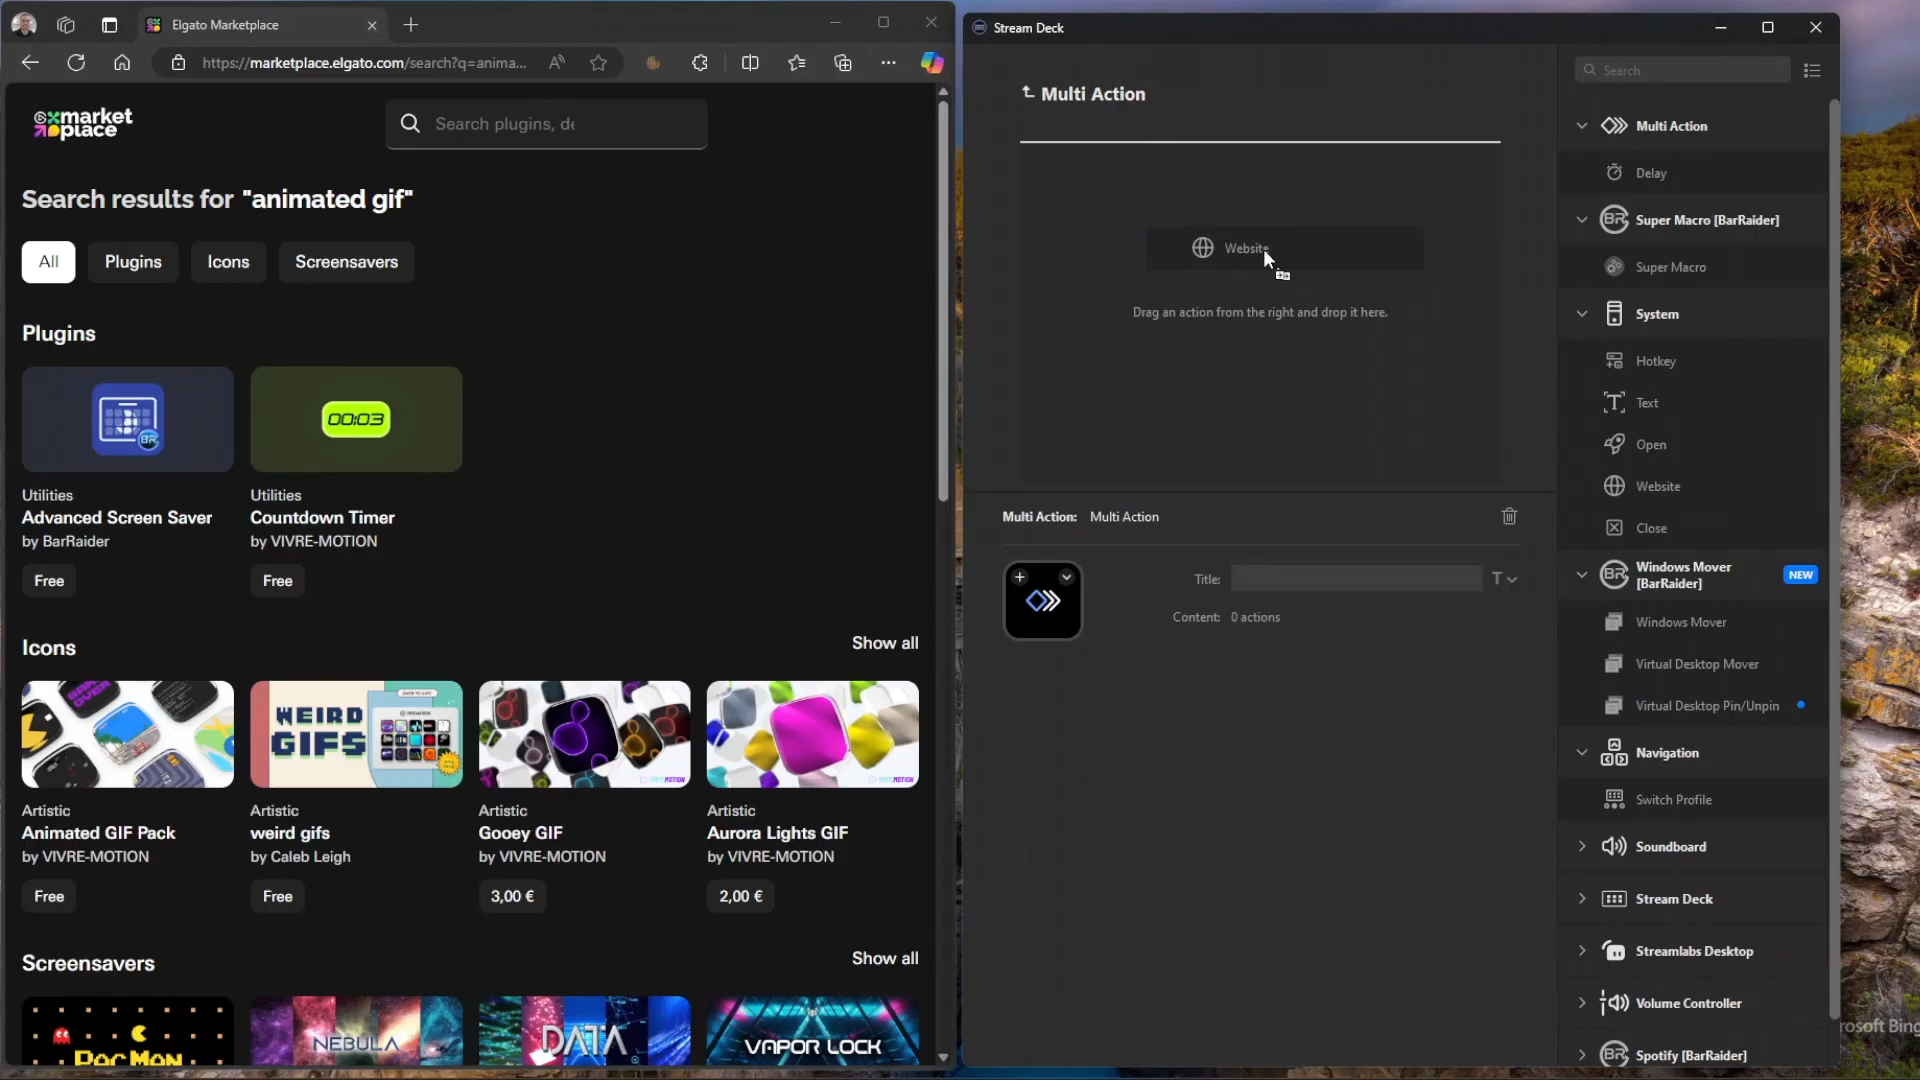 Elgato Marketplace
https://marketplace.elgato.com/search?q=anima...
market
place
Search plugins, de
Search results for "animated gif"
All
Plugins
Icons
Screensavers
Plugins
00:03
Utilities
Advanced Screen Saver
by BarRaider
Free
Utilities
Countdown Timer
by VIVRE-MOTION
Free
Icons
Show all
WEIRD
GIFS
Artistic
Animated GIF Pack
by VIVRE-MOTION
Free
Artistic
weird gifs
by Caleb Leigh
Free
Artistic
Gooey GIF
by VIVRE-MOTION
3,00 €
Artistic
Aurora Lights GIF
by VIVRE-MOTION
2,00 €
Screensavers
Show all
PAC MAN
NEBULA
DATA
VAPOR LOCK
Stream Deck
Multi Action
Website
Drag an action from the right and drop it here.
Multi Action: Multi Action
Title:
T
Content: 0 actions
Search
Multi Action
Delay
BR Super Macro [BarRaider]
Super Macro
System
Hotkey
Text
Open
Website
Close
BR Windows Mover
[BarRaider]
NEW
Windows Mover
Virtual Desktop Mover
Virtual Desktop Pin/Unpin
Navigation
Switch Profile
Soundboard
Stream Deck
Streamlabs Desktop
Volume Controller
BR Spotify [BarRaider]
rosoft Bing